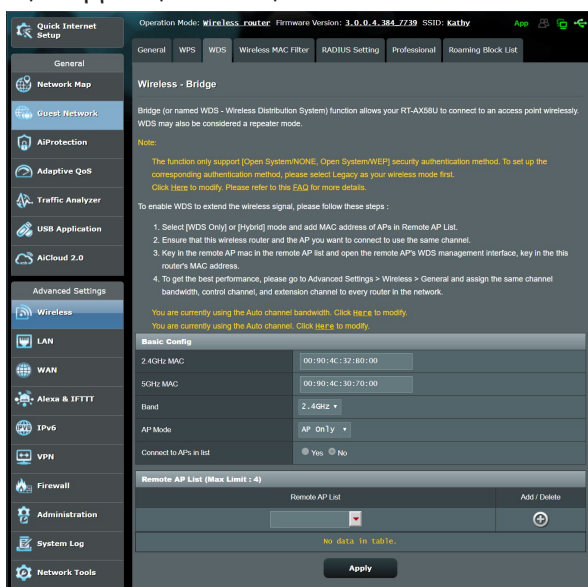 Quick Internet
Setup
Operation Mode: Wireless router Firmware Version: 3.0.0.4.384_7739 SSID: Kathy
App
General
Network Map
Guest Network
AiProtection
Adaptive QoS
Traffic Analyzer
USB Application
AiCloud 2.0
Advanced Settings
Wireless
LAN
WAN
Alexa & IFTTT
IPv6
VPN
Firewall
Administration
System Log
Network Tools
General WPS WDS Wireless MAC Filter RADIUS Setting Professional Roaming Block List
Wireless - Bridge
Bridge (or named WDS - Wireless Distribution System) function allows your RT-AX58U to connect to an access point wirelessly.
WDS may also be considered a repeater mode.
Note:
The function only support [Open System/NONE, Open System/WEP] security authentication method. To set up the
corresponding authentication method, please select Legacy as your wireless mode
first.
Click Here to modify. Please refer to this FAQ for more details.
To enable WDS to extend the wireless signal, please follow these steps :
1. Select [WDS Only] or [Hybrid] mode and add MAC address of APs in Remote AP List.
2. Ensure that this wireless router and the AP you want to connect to use the same channel.
3. Key in the remote AP mac in the remote AP list and open the remote AP's WDS management interface, key in the this
router's MAC address.
4. To get the best performance, please go to Advanced Settings > Wireless > General and assign the same channel
bandwidth, control channel, and extension channel to every router in the network.
You are currently using the Auto channel bandwidth. Click Here to modify.
You are currently using the Auto channel. Click Here to modify.
Basic Config
2.4GHz MAC 00:90:4C:32:B0:00
5GHz MAC 00:90:4C:30:70:00
Band 2.4GHz
AP Mode AP Only
Connect to APs in list Yes No
Remote AP List (Max Limit : 4)
Remote AP List Add / Delete
No data in table.
Apply